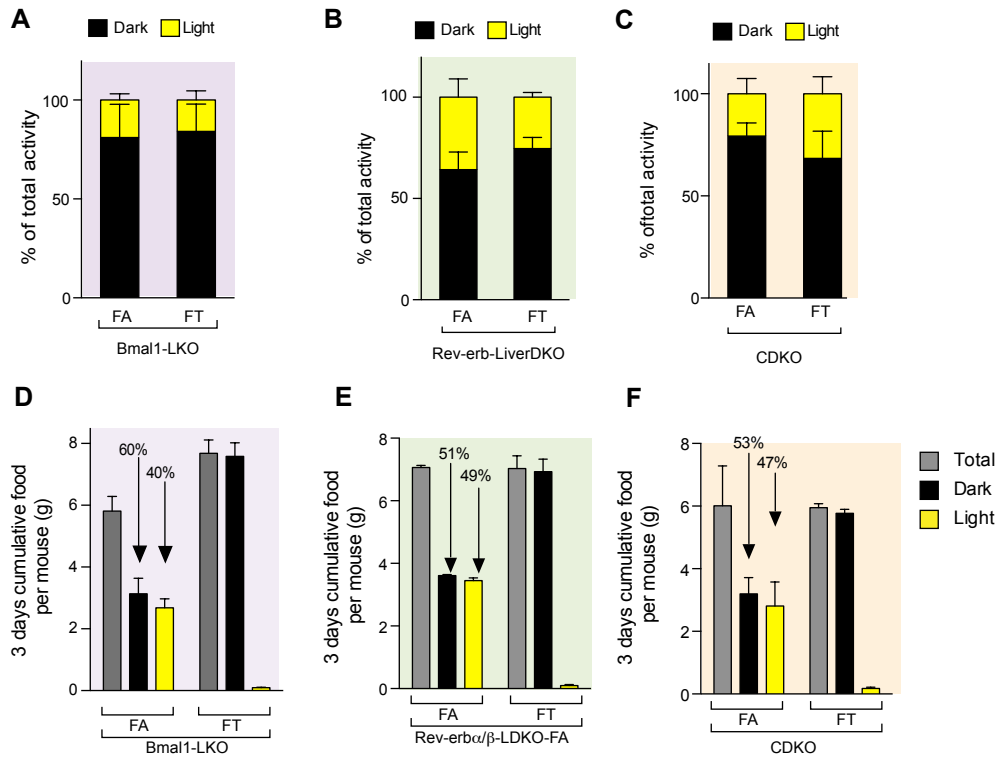 A
B
C
Dark Light
Dark Light
Dark Light
% of total activity
100
50
0
FA FT
Bmal1-LKO
% of total activity
100
50
0
FA FT
Rev-erb-LiverDKO
% oftotal activity
100
50
0
FA FT
CDKO
D
E
F
3 days cumulative food
per mouse (g)
8
6
4
2
0
60%
40%
FA FT
Bmal1-LKO
3 days cumulative food
per mouse (g)
8
6
4
2
0
51%
49%
FA FT
Rev-erbα/β-LDKO-FA
3 days cumulative food
per mouse (g)
8
6
4
2
0
53%
47%
FA FT
CDKO
Total
Dark
Light